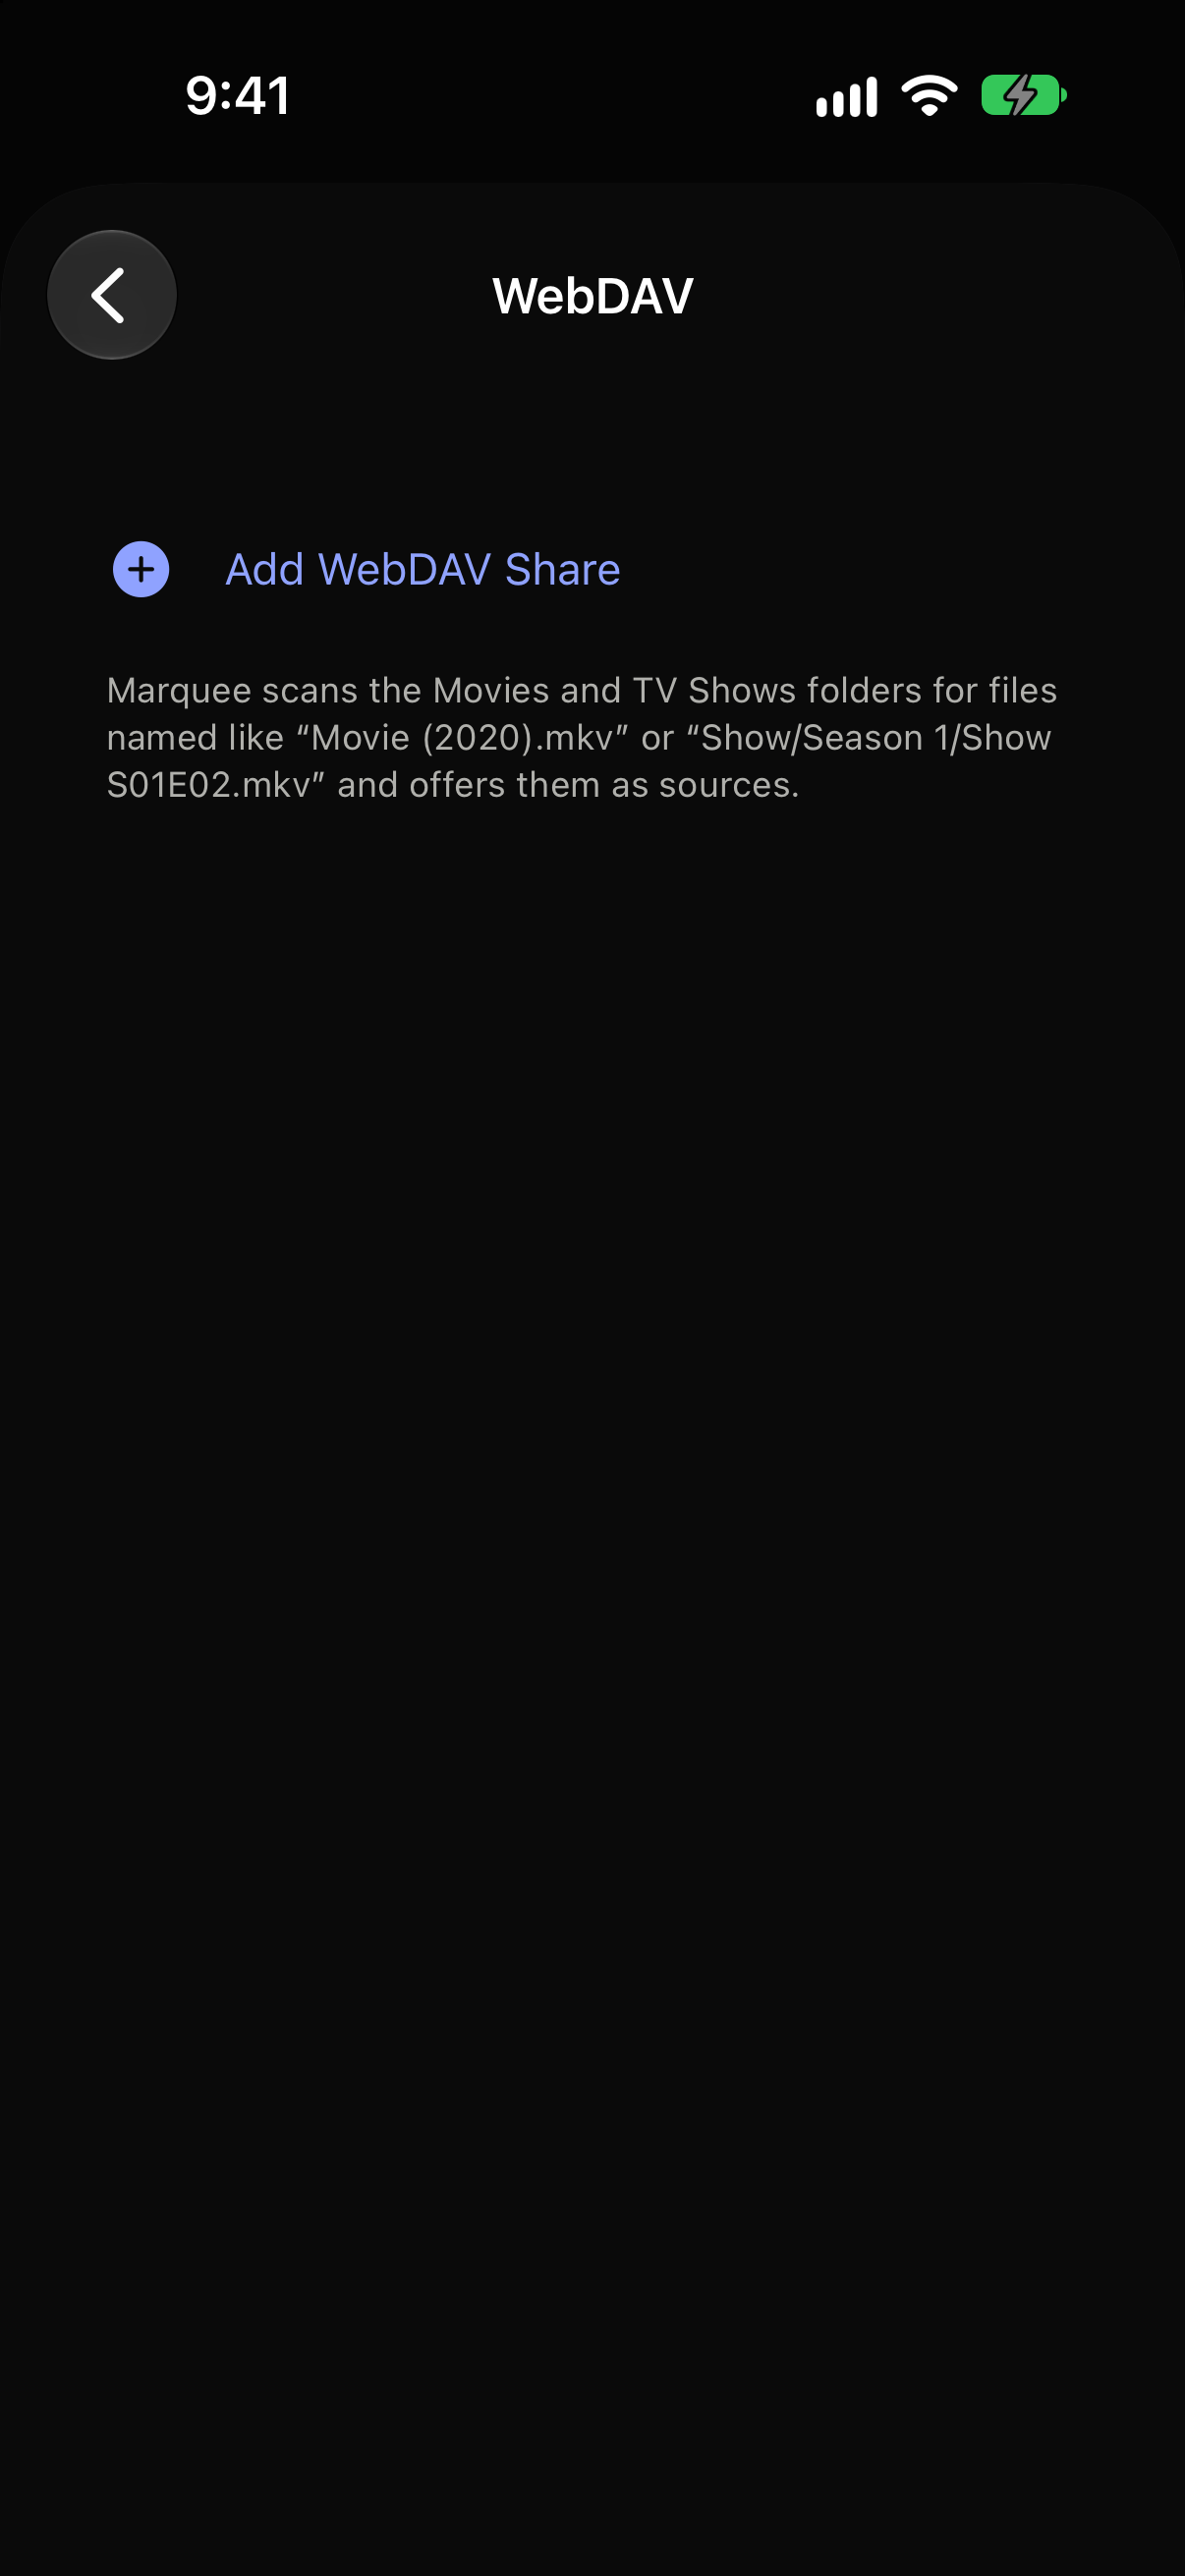 9:41
WebDAV
Add WebDAV Share
Marquee scans the Movies and TV Shows folders for files
named like “Movie (2020).mkv” or “Show/Season 1/Show
S01E02.mkv” and offers them as sources.